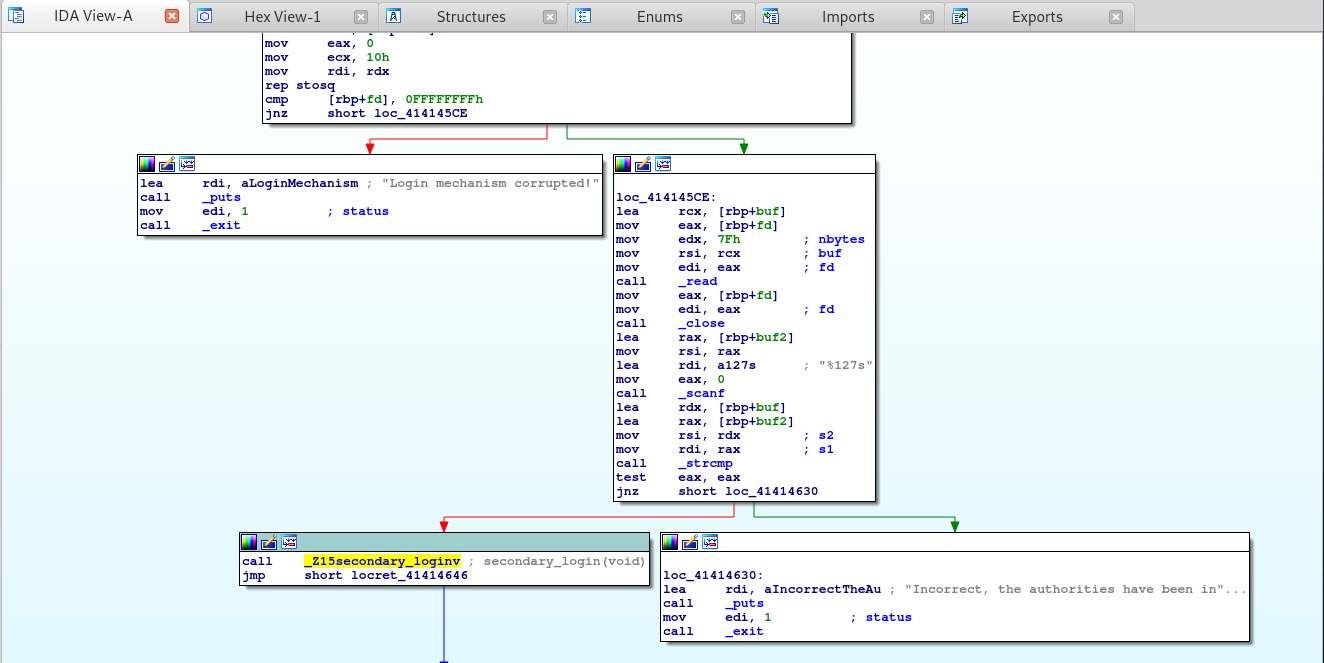 IDA View-A Hex View-1 Structures Enums Imports Exports
mov eax, 0
mov ecx, 10h
mov rdi, rdx
rep stosq
cmp [rbp+fd], 0FFFFFFFFh
jnz short loc_414145CE
lea rdi, aLoginMechanism ; "Login mechanism corrupted!"
call _puts
mov edi, 1 ; status
call _exit
loc_414145CE:
lea rcx, [rbp+buf]
mov eax, [rbp+fd]
mov edx, 7Fh ; nbytes
mov rsi, rcx ; buf
mov edi, eax ; fd
call _read
mov eax, [rbp+fd]
mov edi, eax ; fd
call _close
lea rax, [rbp+buf2]
mov rsi, rax
lea rdi, a127s ; "%127s"
mov eax, 0
call _scanf
lea rdx, [rbp+buf]
lea rax, [rbp+buf2]
mov rsi, rdx ; s2
mov rdi, rax ; s1
call _strcmp
test eax, eax
jnz short loc_41414630
call _Z15secondary_loginv ; secondary_login(void)
jmp short locret_41414646
loc_41414630:
lea rdi, aIncorrectTheAu ; "Incorrect, the authorities have been in"...
call _puts
mov edi, 1 ; status
call _exit